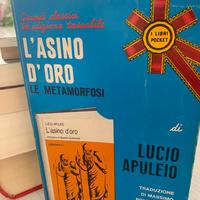 Grandi classici
in edizione tascabile
L'ASINO
D'ORO
LE METAMORFOSI
I LIBRI
POCKET
LUCIO APULEIO
L'asino d'oro
di
LUCIO
APULEIO
TRADUZIONE
DI MASSIMO